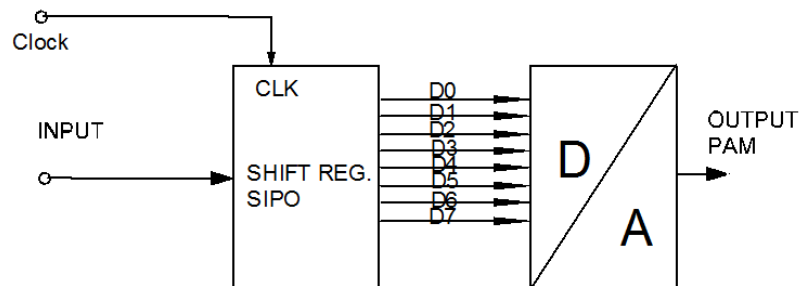 Clock
CLK
INPUT
SHIFT REG.
SIPO
D0
D1
D2
D3
D4
D5
D6
D7
D
A
OUTPUT
PAM